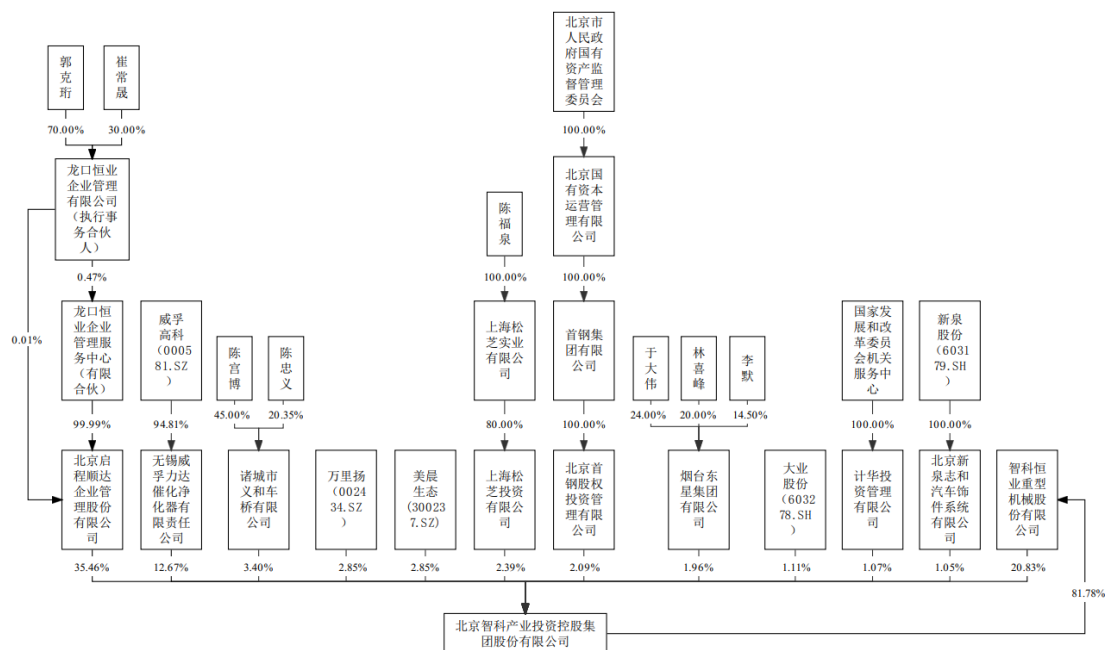 北京市
人民政
府国有
资产监
督管理
委员会
郭克珩
崔常晟
70.00%
30.00%
100.00%
龙口恒业
企业管理
有限公司
（执行事
务合伙
人）
陈福泉
北京国
有资本
运营管
理有限
公司
0.47%
100.00%
100.00%
0.01%
龙口恒
业企业
管理服
务中心
（有限
合伙）
威孚
高科
（0005
81.SZ）
陈宫博
陈忠义
上海松
芝实业
有限公
司
首钢集
团有限
公司
于大伟
林喜峰
李默
国家发
展和改
革委员
会机关
服务中
心
新泉
股份
（6031
79.SH）
99.99%
94.81%
45.00%
20.35%
80.00%
100.00%
24.00%
20.00%
14.50%
100.00%
100.00%
北京启
程顺达
企业管
理股份
有限公
司
无锡威
孚力达
催化净
化器有
限责任
公司
诸城市
义和车
桥有限
公司
万里扬
（0024
34.SZ）
美晨
生态
(30023
7.SZ)
上海松
芝投资
有限公
司
北京首
钢股权
投资管
理有限
公司
烟台东
星集团
有限公
司
大业
股份
（6032
78.SH）
计华投
资管理
有限公
司
北京新
泉志和
汽车饰
件系统
有限公
司
智科恒
业重型
机械股
份有限
公司
35.46%
12.67%
3.40%
2.85%
2.85%
2.39%
2.09%
1.96%
1.11%
1.07%
1.05%
20.83%
81.78%
北京智科产业投资控股集
团股份有限公司